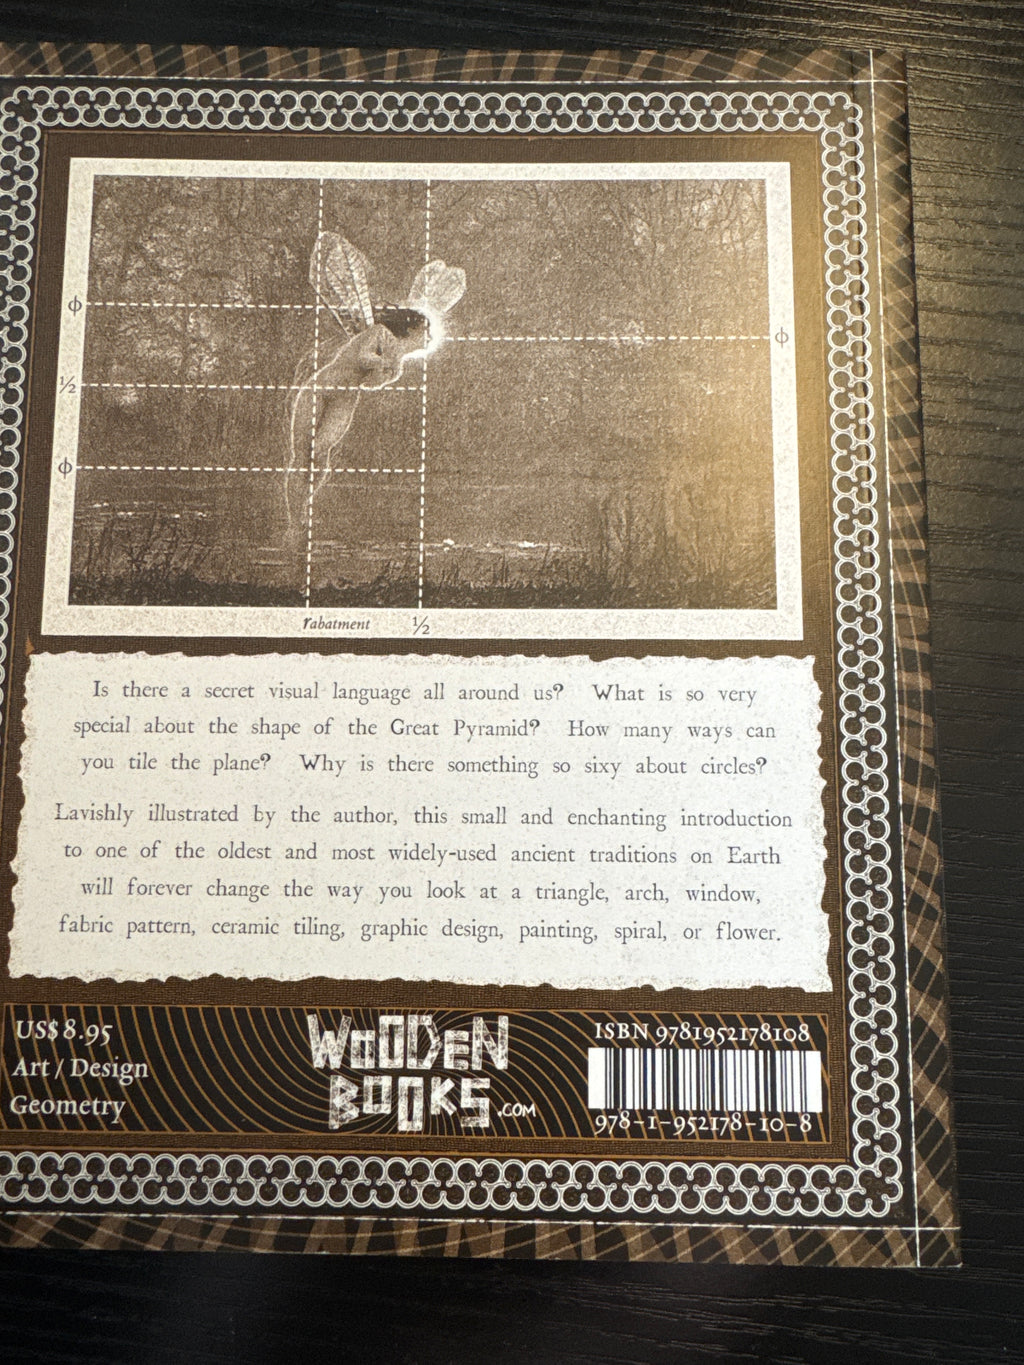 ϕ
ϕ
½
ϕ
rabatment ½
Is there a secret visual language all around us? What is so very
special about the shape of the Great Pyramid? How many ways can
you tile the plane? Why is there something so sixy about circles?
Lavishly illustrated by the author, this small and enchanting introduction
to one of the oldest and most widely-used ancient traditions on Earth
will forever change the way you look at a triangle, arch, window,
fabric pattern, ceramic tiling, graphic design, painting, spiral, or flower.
US$ 8.95
Art / Design
Geometry
WOODEN
BOOKS.COM
ISBN 9781952178108
978-1-952178-10-8